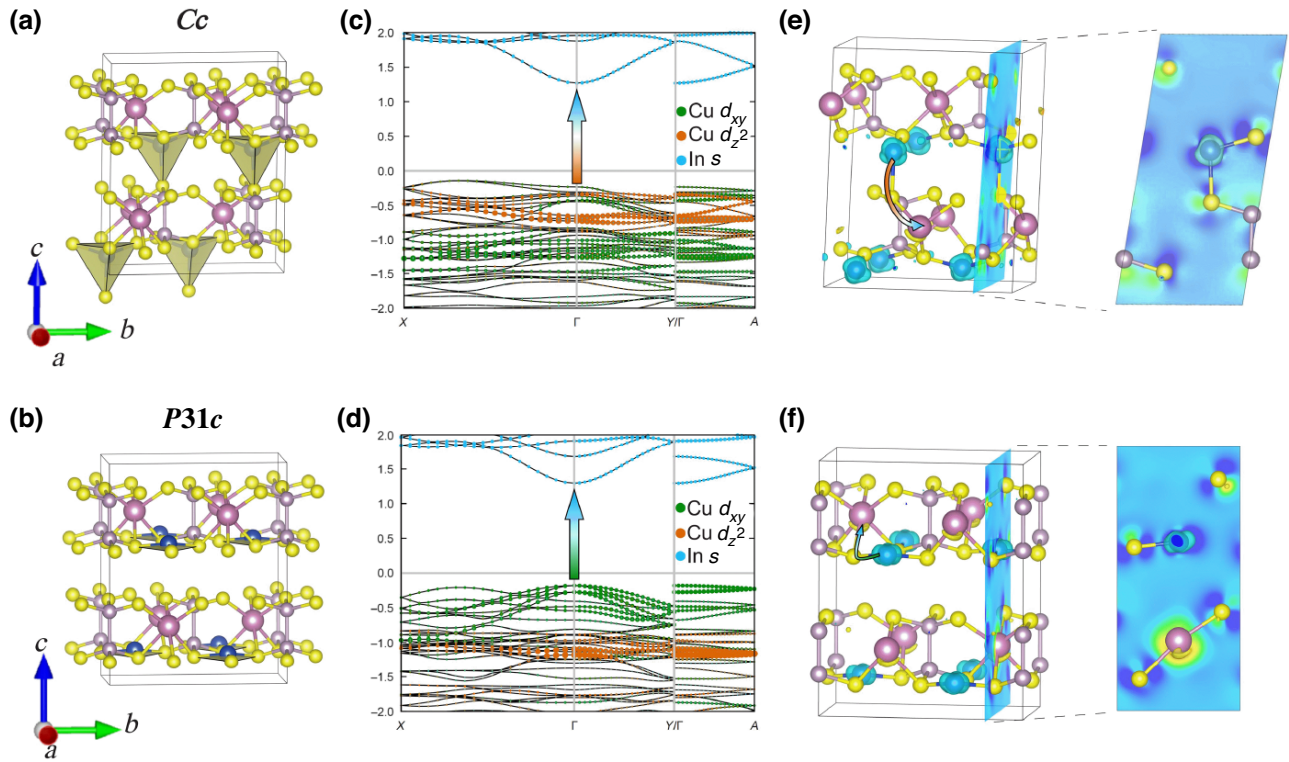 (a)
Cc
c
b
a
(c)
2.0
1.5
1.0
0.5
0.0
−0.5
−1.0
−1.5
−2.0
X
Γ
Y/Γ
A
Cu dxy
Cu dz2
In s
(e)
(b)
P31c
c
b
a
(d)
2.0
1.5
1.0
0.5
0.0
−0.5
−1.0
−1.5
−2.0
X
Γ
Y/Γ
A
Cu dxy
Cu dz2
In s
(f)